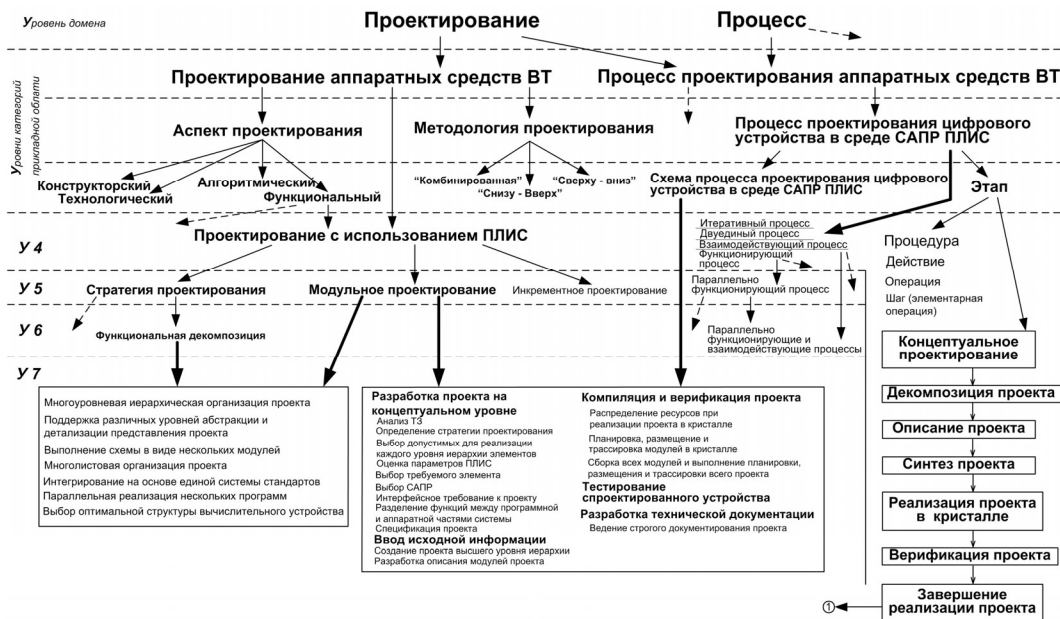 Уровень домена
Проектирование
Процесс
Уровни категорий
прикладной облати
Проектирование аппаратных средств ВТ
Процесс проектирования аппаратных средств ВТ
Аспект проектирования
Методология проектирования
Процесс проектирования цифрового
устройства в среде САПР ПЛИС
Конструкторский
Технологический
Алгоритмический
Функциональный
“Комбинированная”
“Снизу - Вверх”
“Сверху - вниз”
Схема процесса проектирования цифрового
устройства в среде САПР ПЛИС
Этап
У 4
Проектирование с использованием ПЛИС
Итеративный процесс
Двуединый процесс
Взаимодействующий процесс
Функционирующий
процесс
Процедура
Действие
Операция
Шаг (элементарная
операция)
У 5
Стратегия проектирования
Модульное проектирование
Инкрементное проектирование
Параллельно
функционирующий процесс
У 6
Функциональная декомпозиция
Параллельно
функционирующие и
взаимодействующие процессы
У 7
Многоуровневая иерархическая организация проекта
Поддержка различных уровней абстракции и
детализации представления проекта
Выполнение схемы в виде нескольких модулей
Многолистовая организация проекта
Интегрирование на основе единой системы стандартов
Параллельная реализация нескольких программ
Выбор оптимальной структуры вычислительного устройства
Разработка проекта на
концептуальном уровне
Анализ ТЗ
Определение стратегии проектирования
Выбор допустимых для реализации
каждого уровня иерархии элементов
Оценка параметров ПЛИС
Выбор требуемого элемента
Выбор САПР
Интерфейсное требование к проекту
Разделение функций между программной
и аппаратной частями системы
Спецификация проекта
Ввод исходной информации
Создание проекта высшего уровня иерархии
Разработка описания модулей проекта
Компиляция и верификация проекта
Распределение ресурсов при
реализации проекта в кристалле
Планировка, размещение и
трассировка модулей в кристалле
Сборка всех модулей и выполнение планировки,
размещения и трассировки всего проекта
Тестирование
спроектированного устройства
Разработка технической документации
Ведение строгого документирования проекта
Концептуальное
проектирование
Декомпозиция проекта
Описание проекта
Синтез проекта
Реализация проекта
в кристалле
Верификация проекта
Завершение
реализации проекта
1